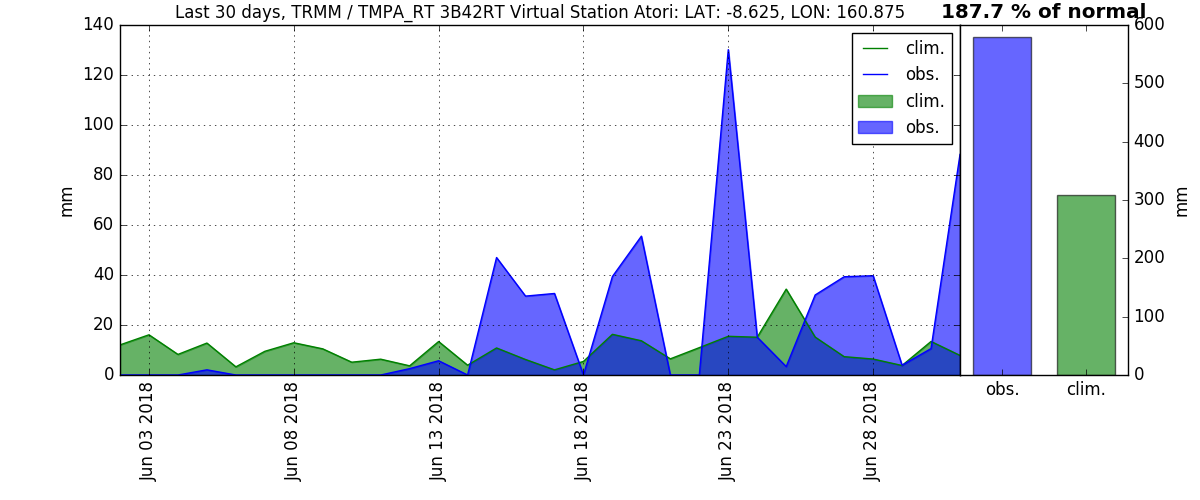 Last 30 days, TRMM / TMPA_RT 3B42RT Virtual Station Atori: LAT: -8.625, LON: 160.875
187.7 % of normal
140
120
100
80
60
40
20
0
mm
clim.
obs.
clim.
obs.
Jun 03 2018
Jun 08 2018
Jun 13 2018
Jun 18 2018
Jun 23 2018
Jun 28 2018
600
500
400
300
200
100
0
mm
obs.
clim.